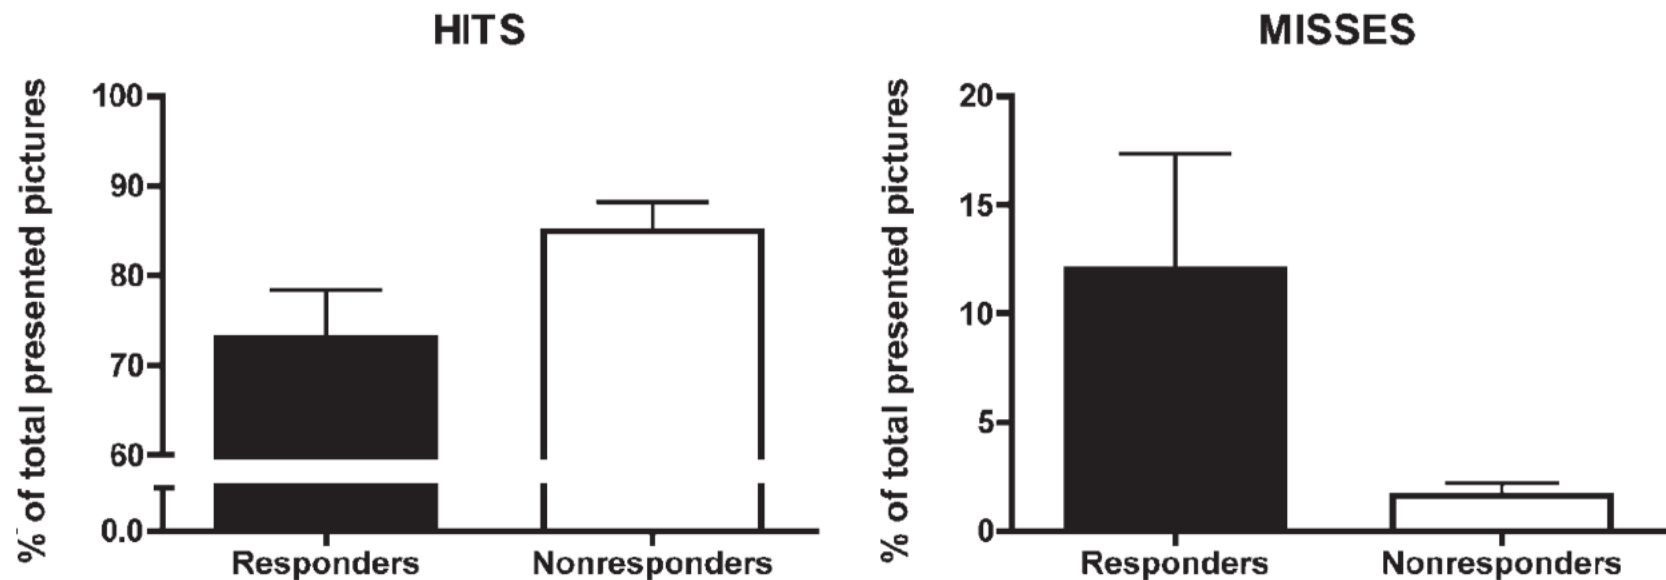 HITS
% of total presented pictures
100
90
80
70
60
0.0
Responders
Nonresponders
MISSES
% of total presented pictures
20
15
10
5
0
Responders
Nonresponders